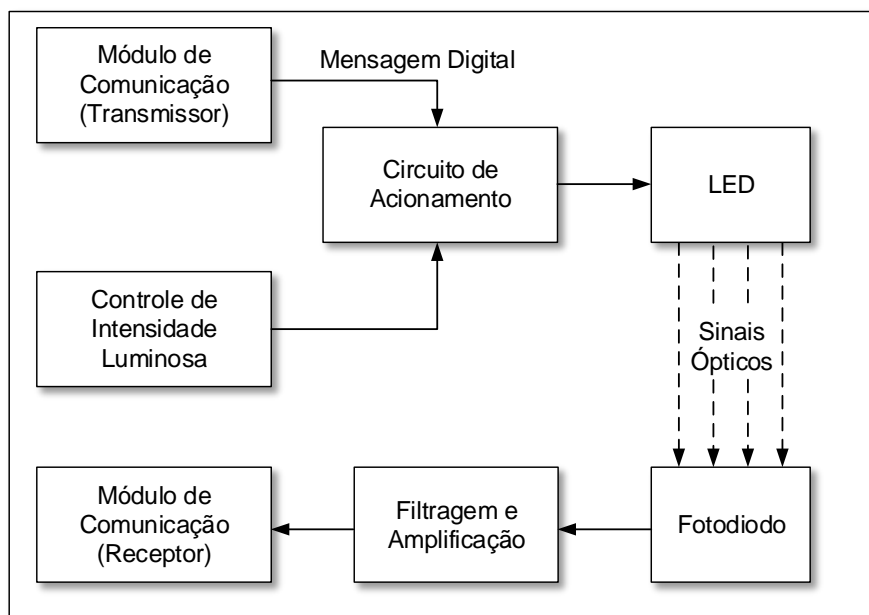 Módulo de
Comunicação
(Transmissor)
Mensagem Digital
Circuito de
Acionamento
LED
Controle de
Intensidade
Luminosa
Sinais
Ópticos
Módulo de
Comunicação
(Receptor)
Filtragem e
Amplificação
Fotodiodo